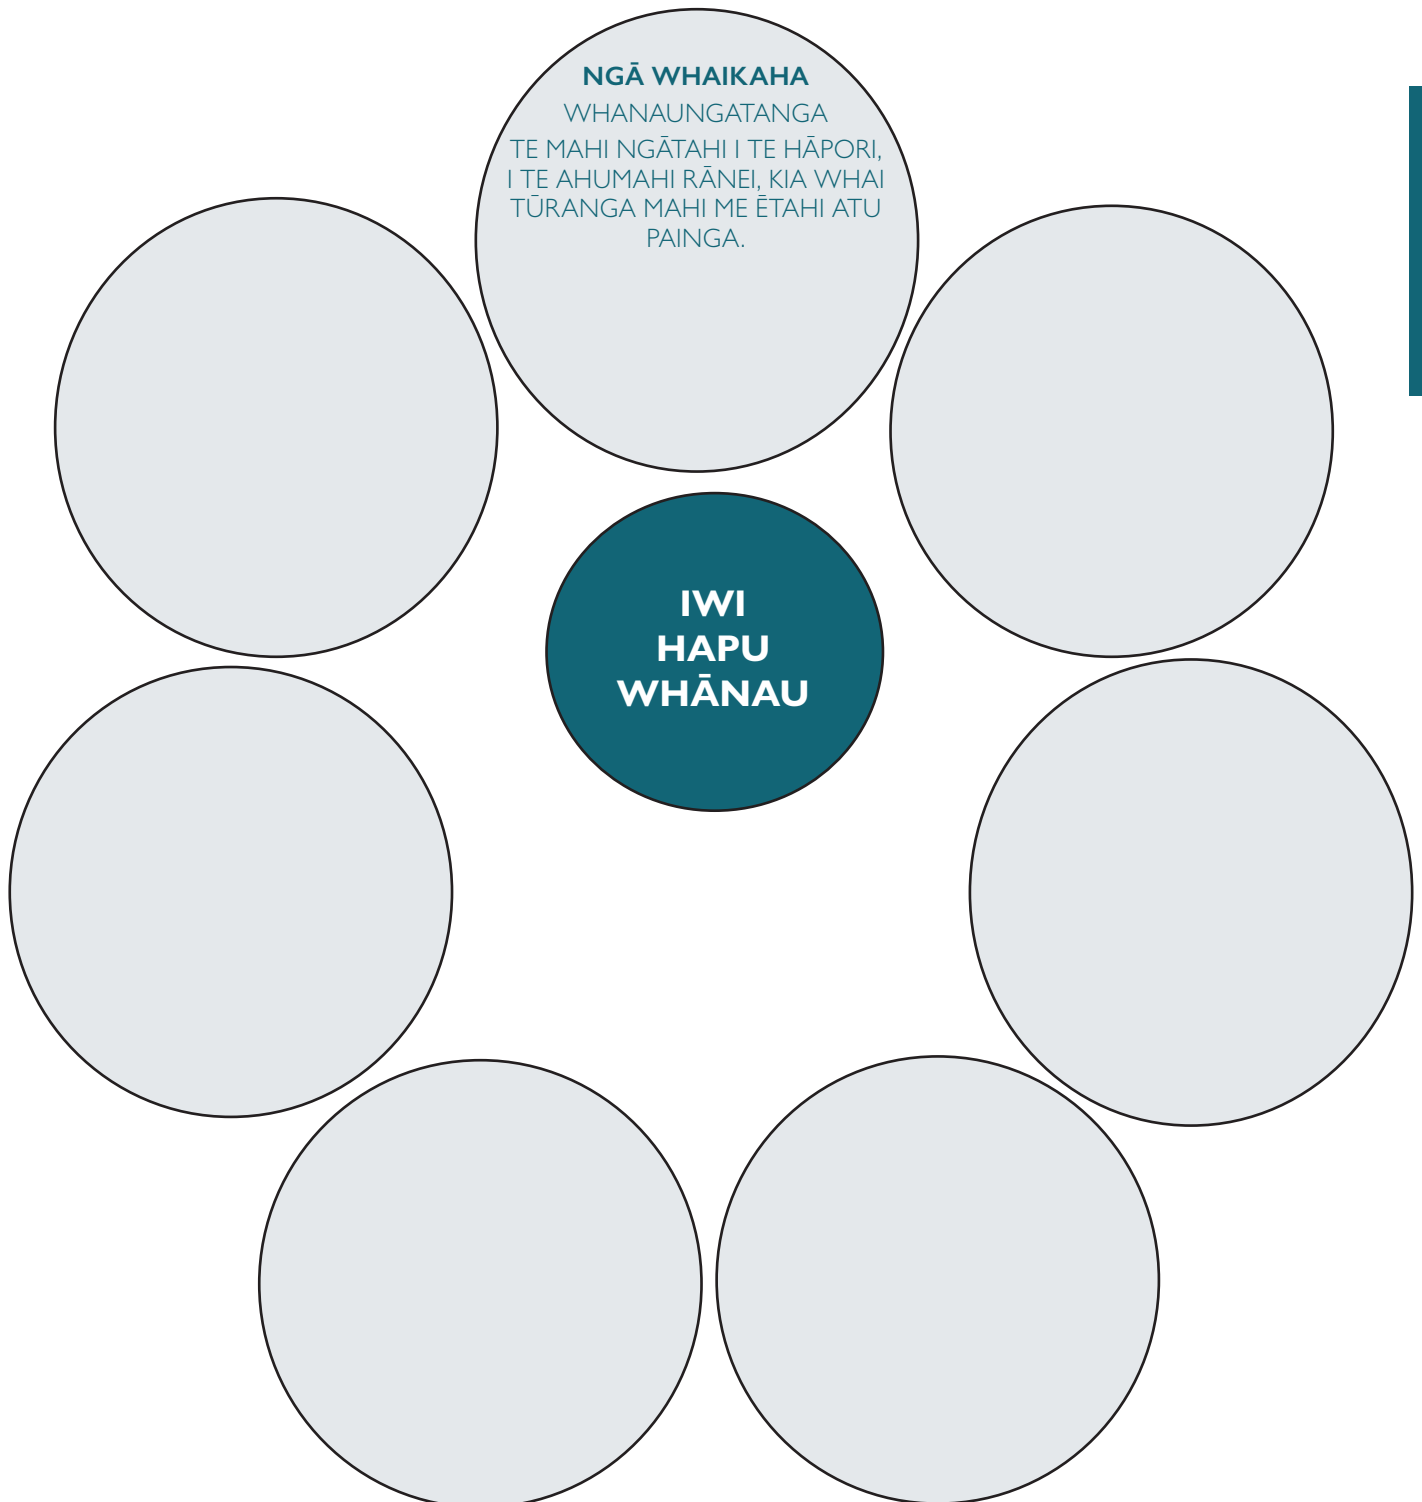 NGĀ WHAIKAHA
WHANAUNGATANGA
TE MAHI NGĀTAHI I TE HĀPORI,
I TE AHUMAHI RĀNEI, KIA WHAI
TŪRANGA MAHI ME ĒTAHI ATU
PAINGA.
IWI
HAPU
WHĀNAU